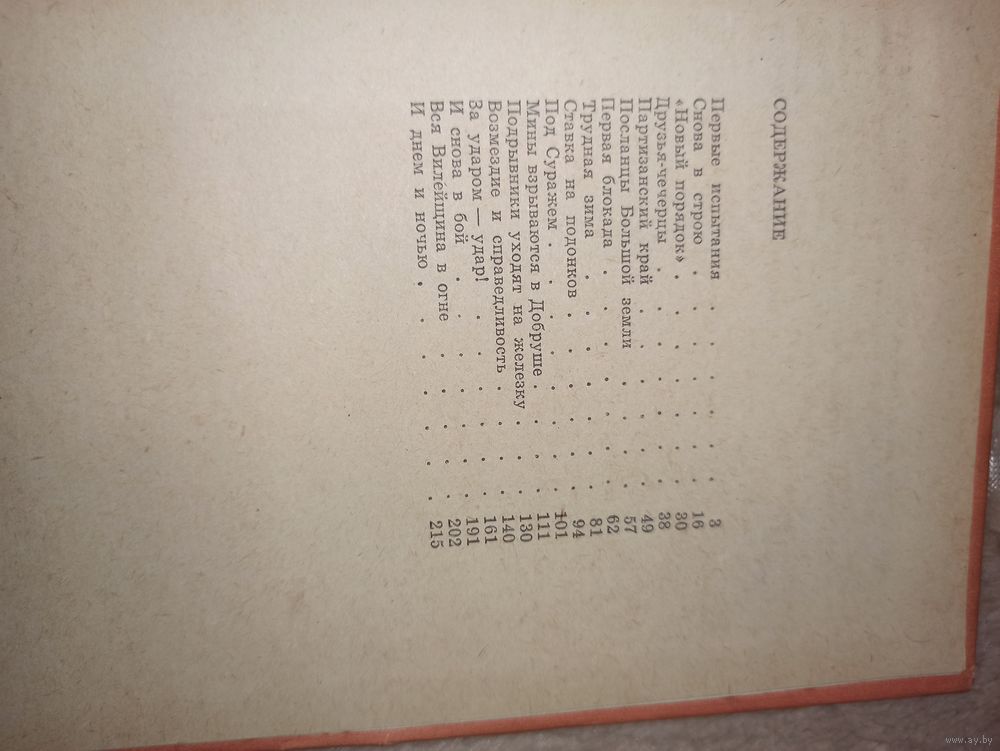 СОДЕРЖАНИЕ
Первые испытания . . . . . . 3
Снова в строю . . . . . . . 16
«Новый порядок» . . . . . . . 30
Друзья-чечерцы . . . . . . . 38
Партизанский край . . . . . . 49
Посланцы Большой земли . . . . 57
Первая блокада . . . . . . . 62
Трудная зима . . . . . . . 81
Ставка на подонков . . . . . . 94
Под Суражем . . . . . . . . 101
Мины взрываются в Добруше . . . . 111
Подрывники уходят на железку . . . 130
Возмездие и справедливость . . . . 140
За ударом — удар! . . . . . . 161
И снова в бой . . . . . . . 191
Вся Вилейщина в огне . . . . . 202
И днем и ночью . . . . . . . 215
www.ay.by